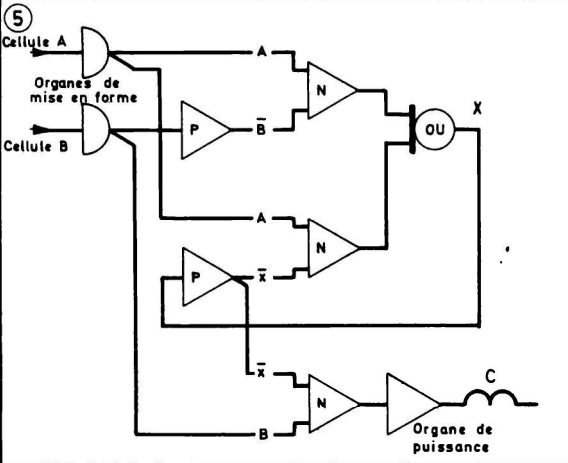 5
Cellule A
A
Organes de
mise en forme
N
X
P
B̅
OU
Cellule B
A
N
P
x̅
x̅
C
N
B
Organe de
puissance